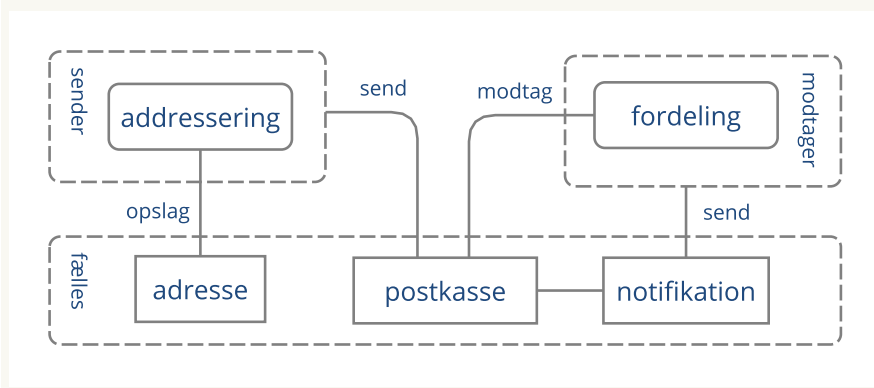 sender
addressering
send
modtag
fordeling
modtager
opslag
send
fælles
adresse
postkasse
notifikation